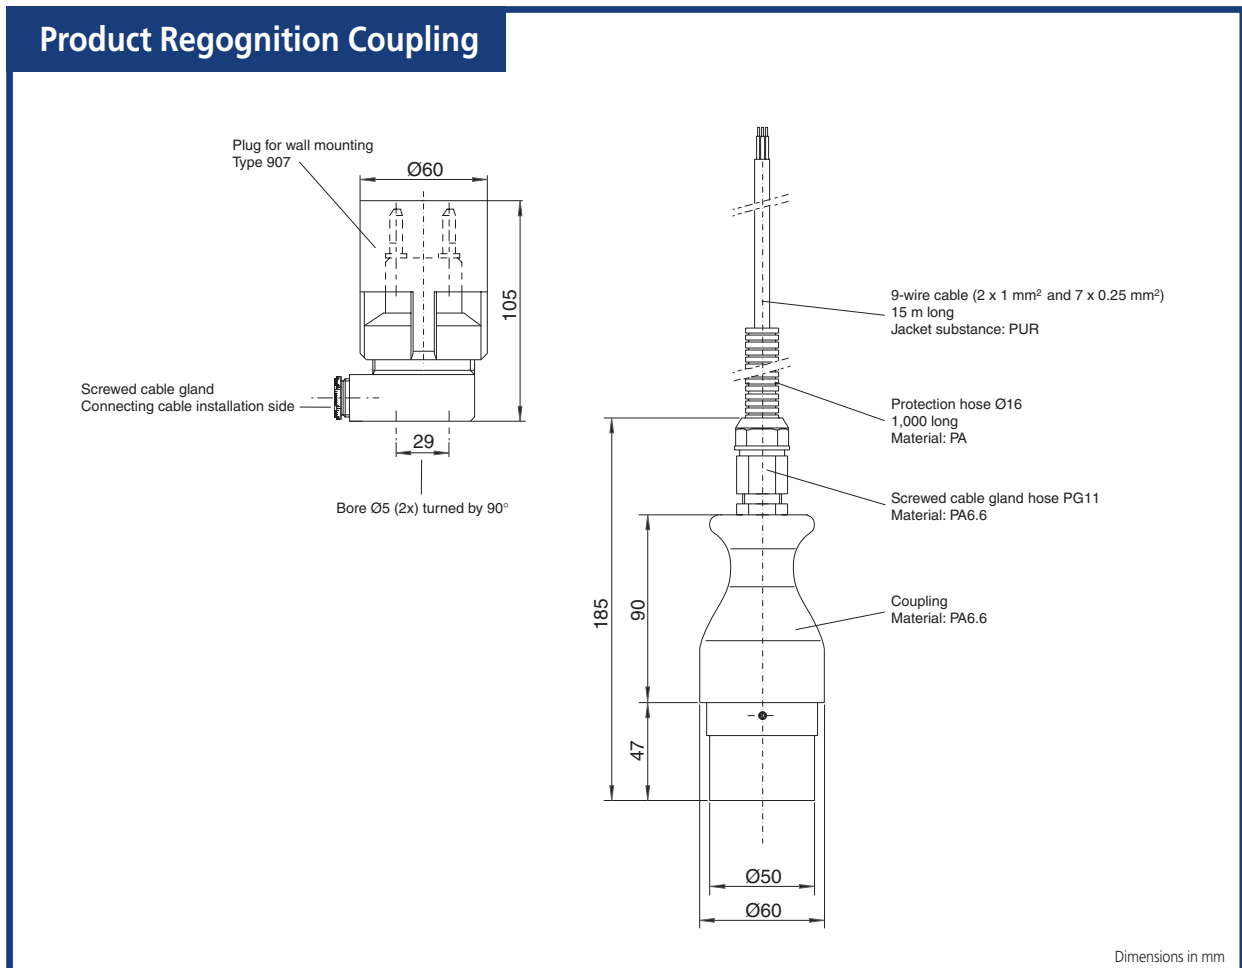 Product Regognition Coupling
Plug for wall mounting
Type 907
Ø60
105
Screwed cable gland
Connecting cable installation side
29
Bore Ø5 (2x) turned by 90°
9-wire cable (2 x 1 mm² and 7 x 0.25 mm²)
15 m long
Jacket substance: PUR
Protection hose Ø16
1,000 long
Material: PA
Screwed cable gland hose PG11
Material: PA6.6
Coupling
Material: PA6.6
185
90
47
Ø50
Ø60
Dimensions in mm